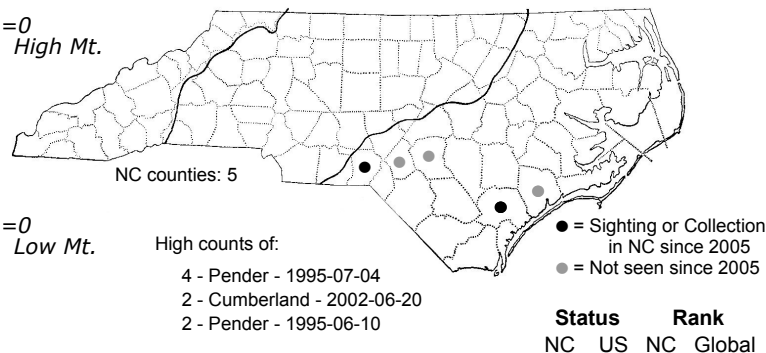 =0
High Mt.
NC counties: 5
=0
Low Mt.
High counts of:
4 - Pender - 1995-07-04
2 - Cumberland - 2002-06-20
2 - Pender - 1995-06-10
● = Sighting or Collection
in NC since 2005
● = Not seen since 2005
Status Rank
NC US NC Global